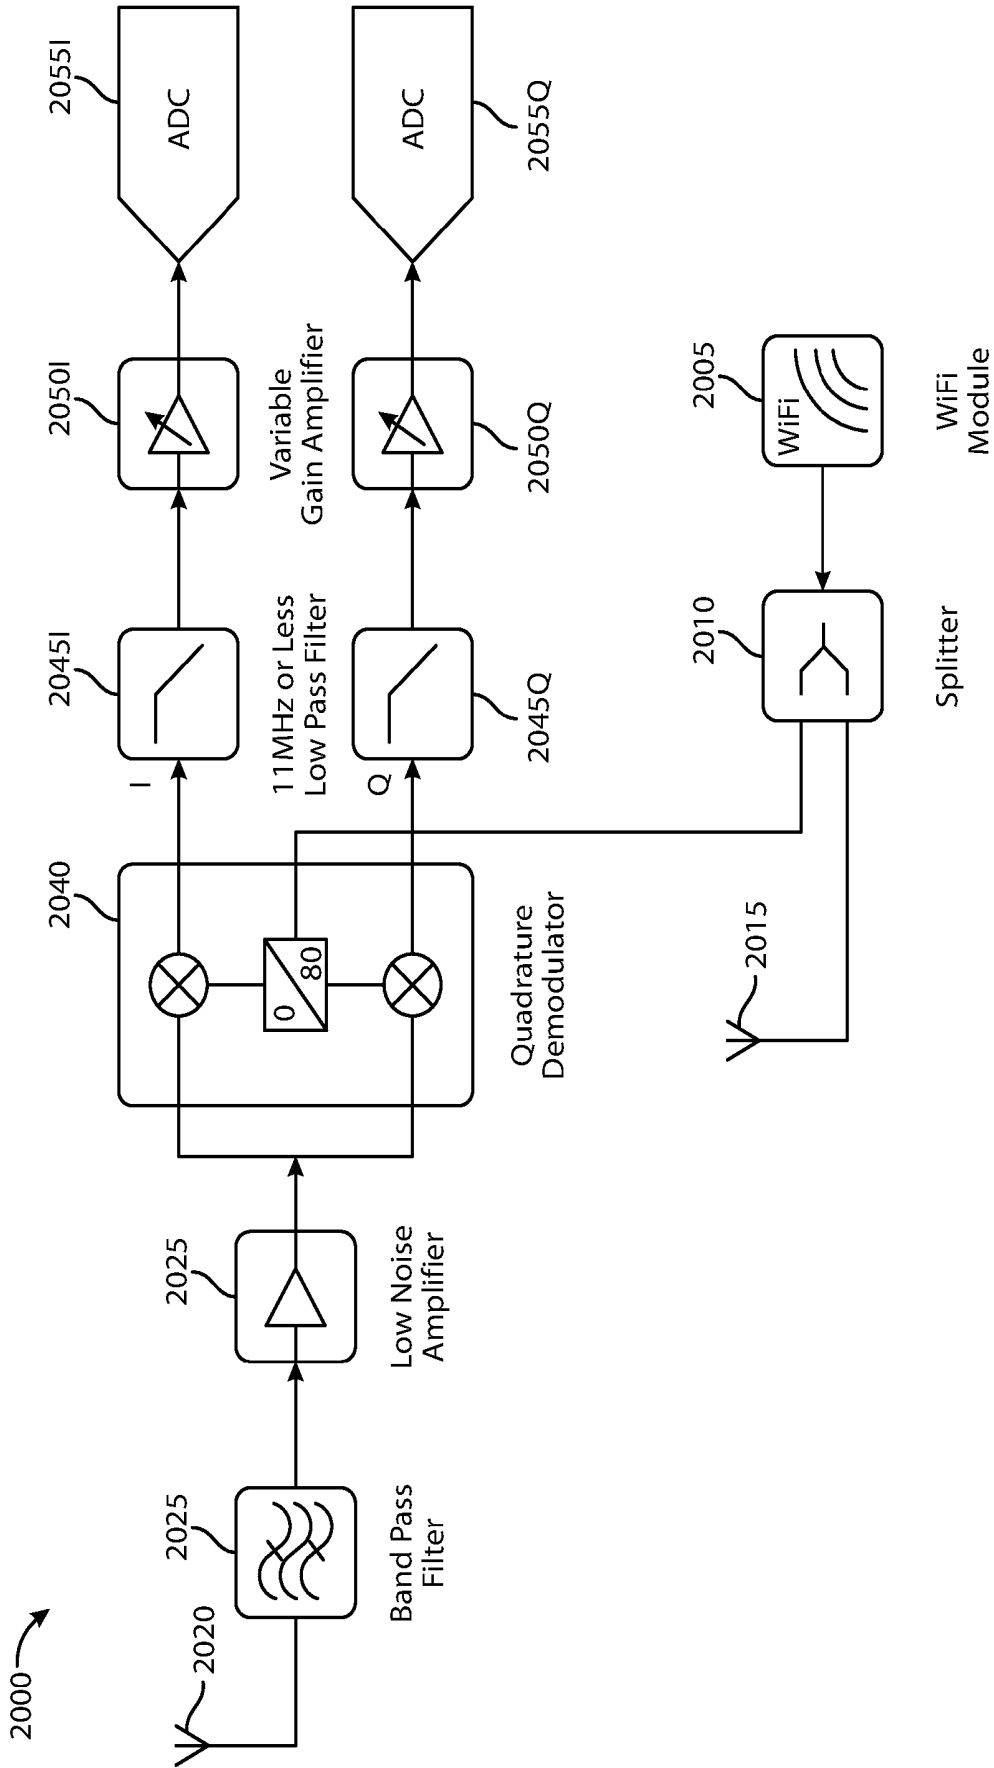 2000
2020
2025
Band Pass
Filter
2025
Low Noise
Amplifier
2040
0
80
Quadrature
Demodulator
I
Q
2045I
11MHz or Less
Low Pass Filter
2045Q
2050I
Variable
Gain Amplifier
2050Q
2055I
ADC
ADC
2055Q
2015
2010
Splitter
2005
WiFi
WiFi
Module